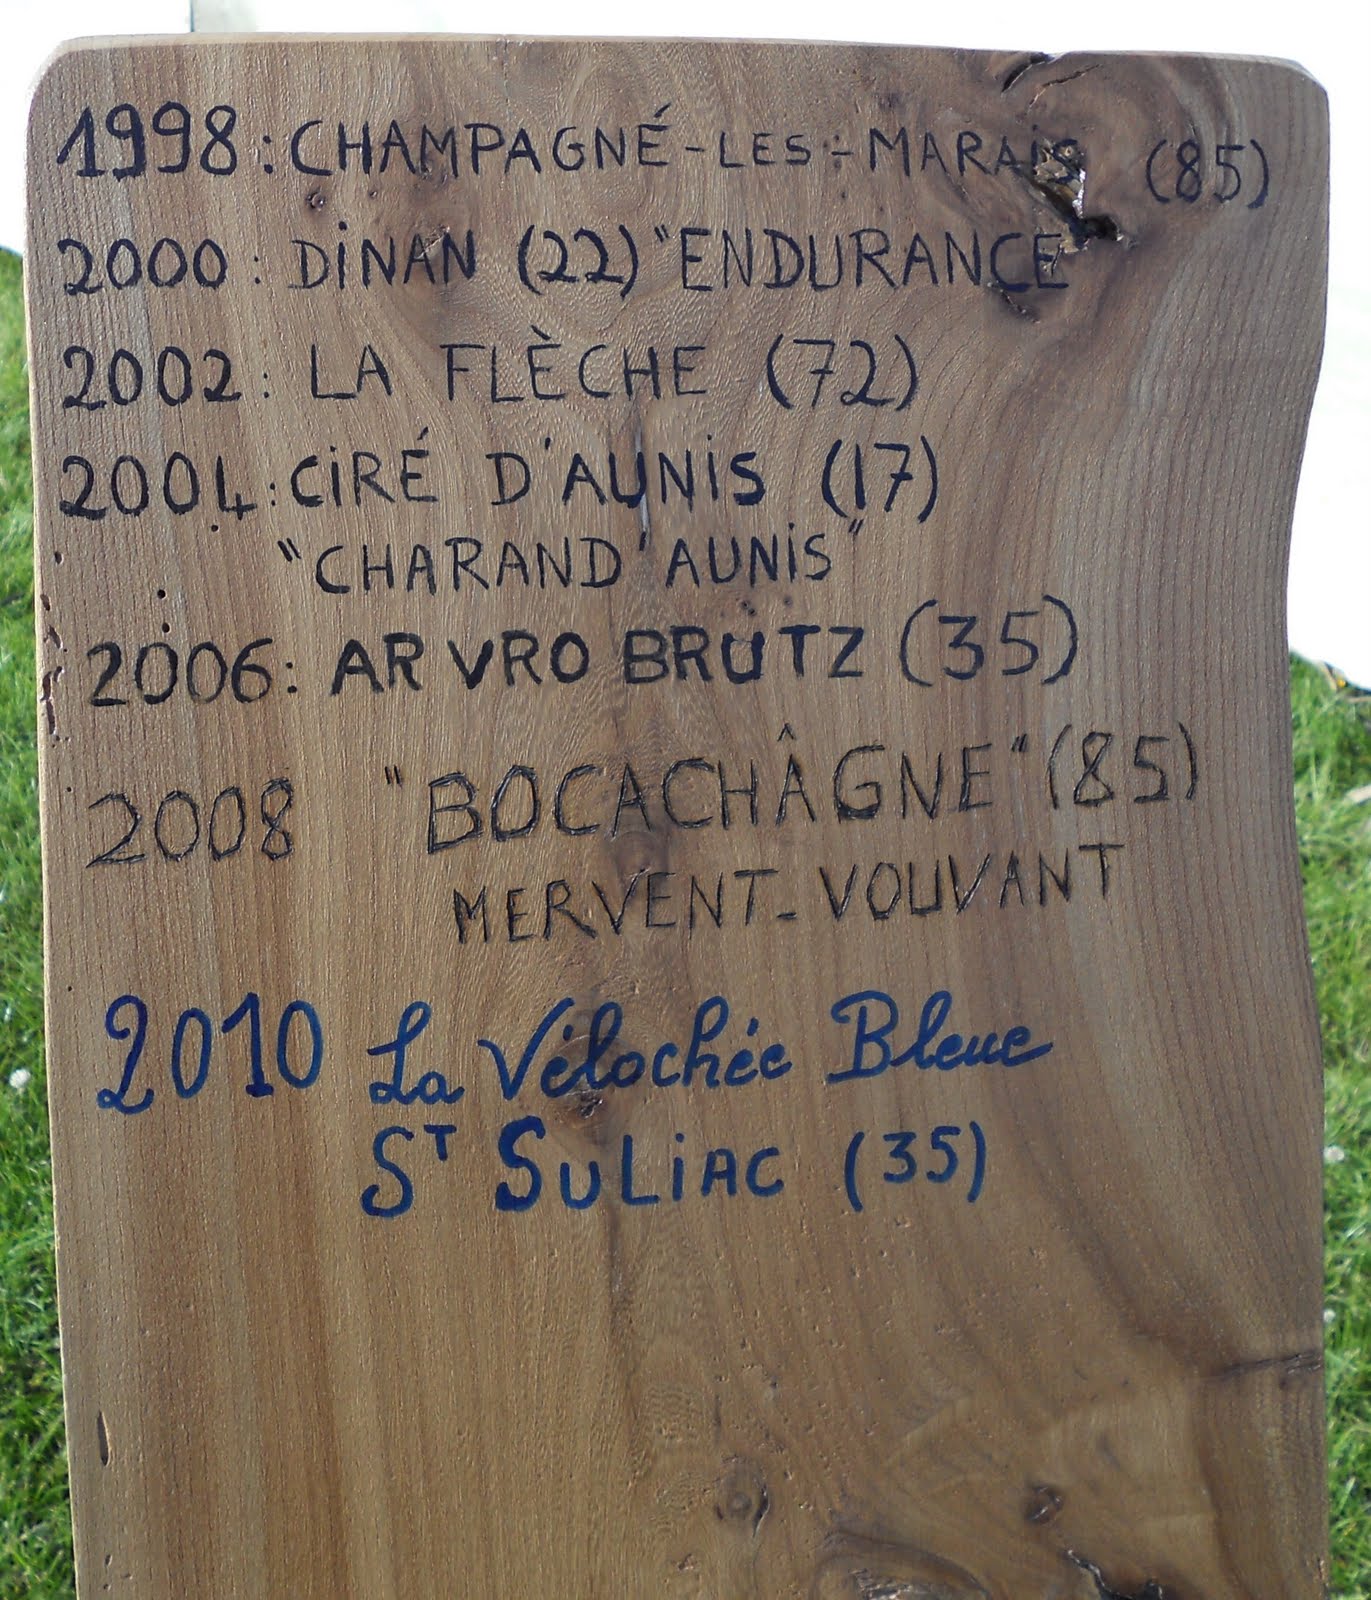 1998: CHAMPAGNÉ-LES-MARAIS (85)
2000: DINAN (22) "ENDURANCE
2002: LA FLÈCHE (72)
2004: CIRÉ D'AUNIS (17)
"CHARAND'AUNIS"
2006: AR VRO BRUTZ (35)
2008 "BOCACHÂGNE" (85)
MERVENT-VOUVANT
2010 La Vélochée Bleue
ST SULIAC (35)